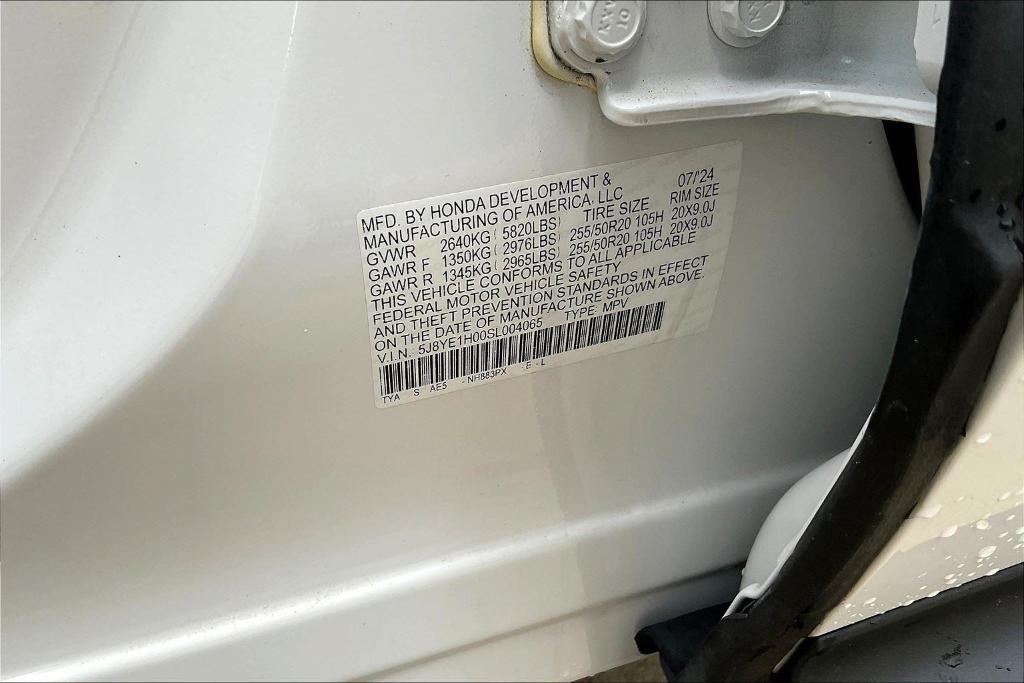 MFD. BY HONDA DEVELOPMENT & 07/'24
MANUFACTURING OF AMERICA, LLC
GVWR 2640KG( 5820LBS) TIRE SIZE RIM SIZE
GAWR F 1350KG( 2976LBS) 255/50R20 105H 20X9.0J
GAWR R 1345KG( 2965LBS) 255/50R20 105H 20X9.0J
THIS VEHICLE CONFORMS TO ALL APPLICABLE
FEDERAL MOTOR VEHICLE SAFETY
AND THEFT PREVENTION STANDARDS IN EFFECT
ON THE DATE OF MANUFACTURE SHOWN ABOVE.
V.I.N.: 5J8YE1H00SL004065 TYPE: MPV
TYA S AE5 -NH883PX -E-L